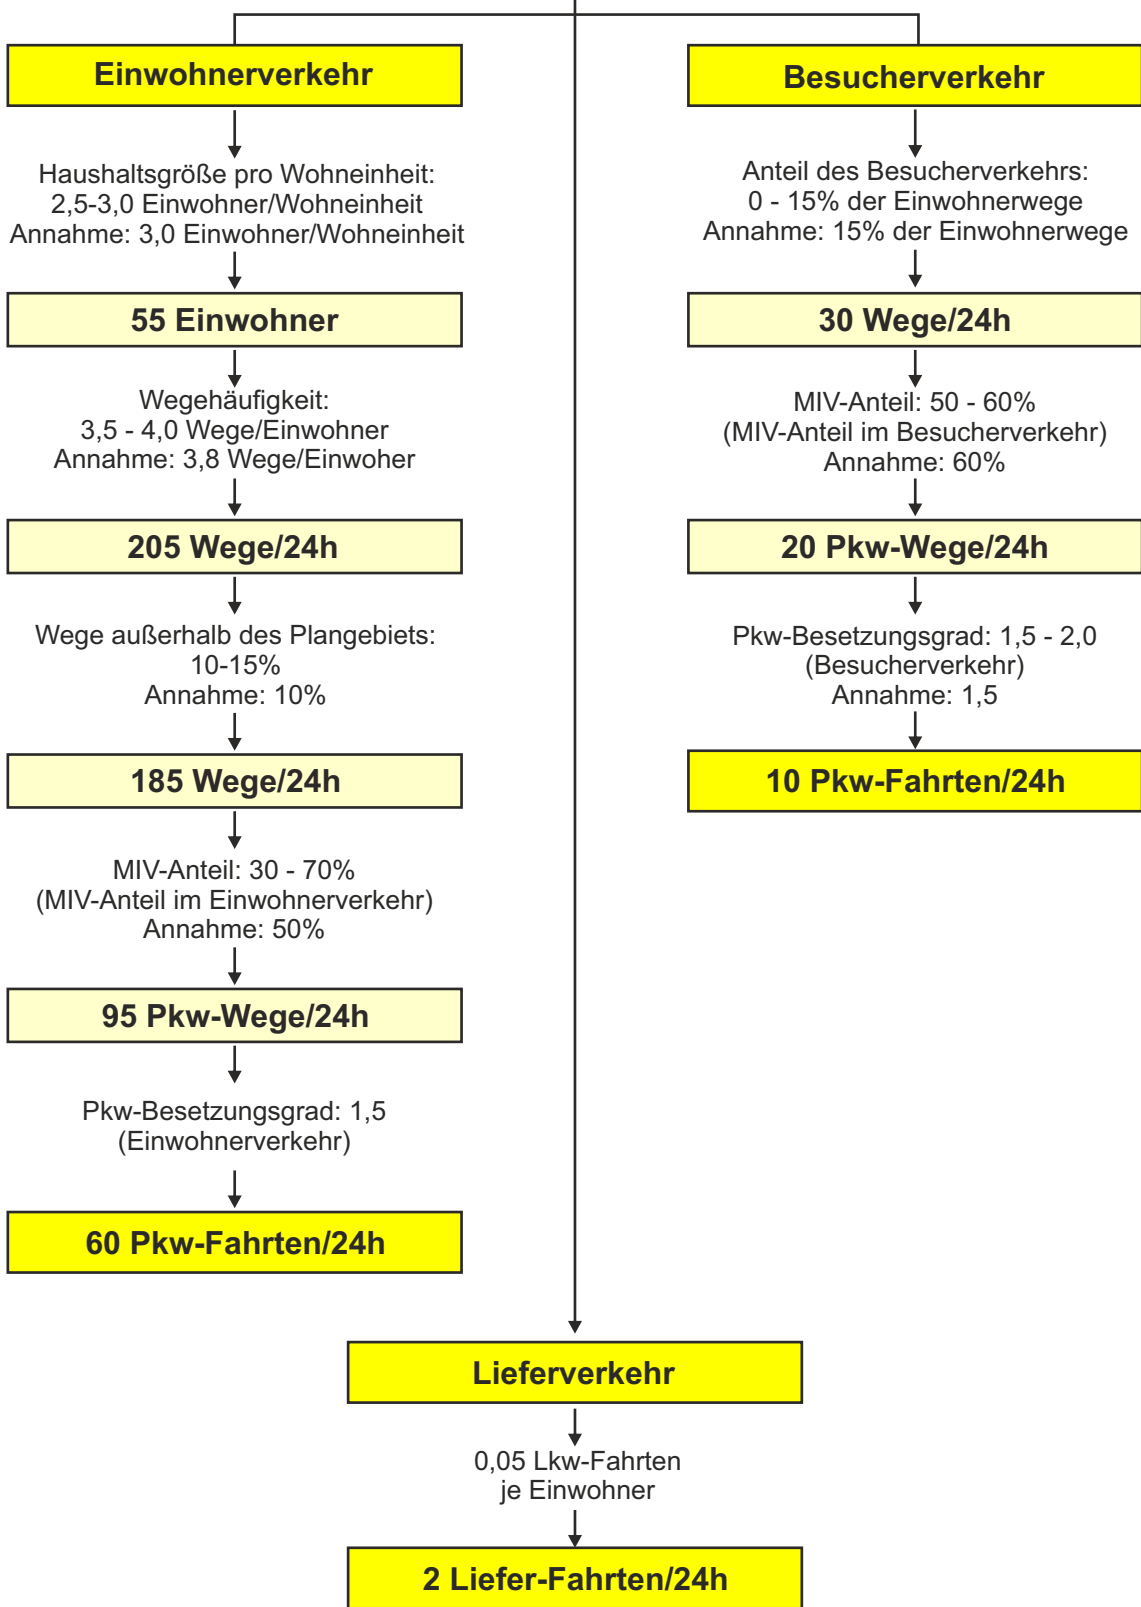 Einwohnerverkehr
Haushaltsgröße pro Wohneinheit:
2,5-3,0 Einwohner/Wohneinheit
Annahme: 3,0 Einwohner/Wohneinheit
55 Einwohner
Wegehäufigkeit:
3,5 - 4,0 Wege/Einwohner
Annahme: 3,8 Wege/Einwoher
205 Wege/24h
Wege außerhalb des Plangebiets:
10-15%
Annahme: 10%
185 Wege/24h
MIV-Anteil: 30 - 70%
(MIV-Anteil im Einwohnerverkehr)
Annahme: 50%
95 Pkw-Wege/24h
Pkw-Besetzungsgrad: 1,5
(Einwohnerverkehr)
60 Pkw-Fahrten/24h
Besucherverkehr
Anteil des Besucherverkehrs:
0 - 15% der Einwohnerwege
Annahme: 15% der Einwohnerwege
30 Wege/24h
MIV-Anteil: 50 - 60%
(MIV-Anteil im Besucherverkehr)
Annahme: 60%
20 Pkw-Wege/24h
Pkw-Besetzungsgrad: 1,5 - 2,0
(Besucherverkehr)
Annahme: 1,5
10 Pkw-Fahrten/24h
Lieferverkehr
0,05 Lkw-Fahrten
je Einwohner
2 Liefer-Fahrten/24h